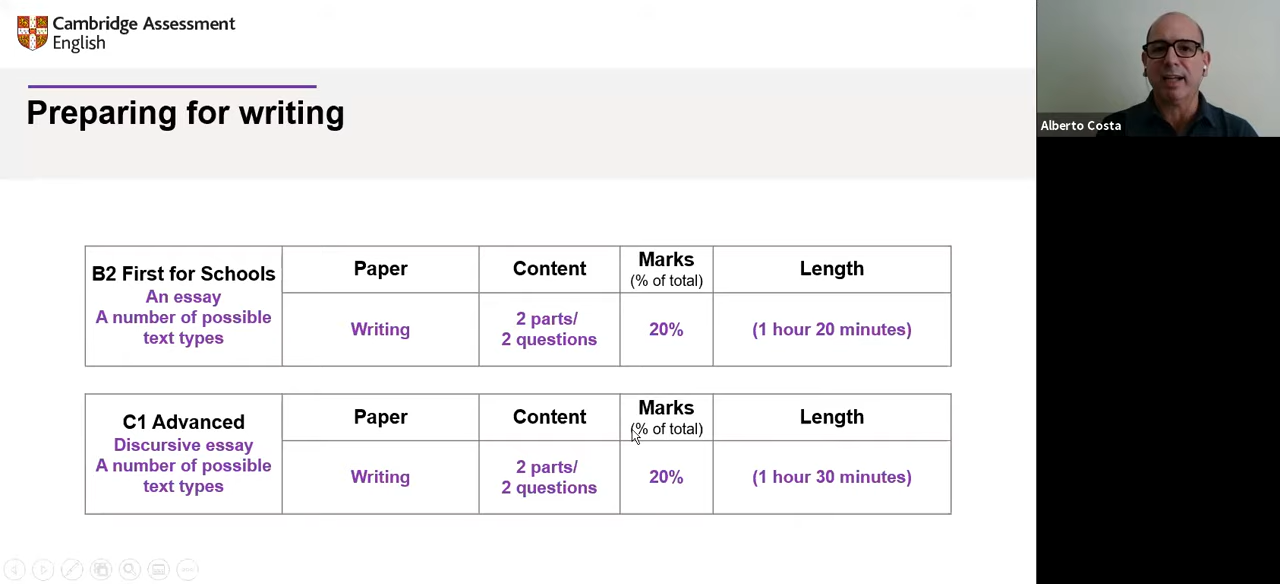 Cambridge Assessment
English
Preparing for writing
Alberto Costa
B2 First for Schools
An essay
A number of possible
text types
Paper
Content
Marks
(% of total)
Length
Writing
2 parts/
2 questions
20%
(1 hour 20 minutes)
C1 Advanced
Discursive essay
A number of possible
text types
Paper
Content
Marks
(% of total)
Length
Writing
2 parts/
2 questions
20%
(1 hour 30 minutes)